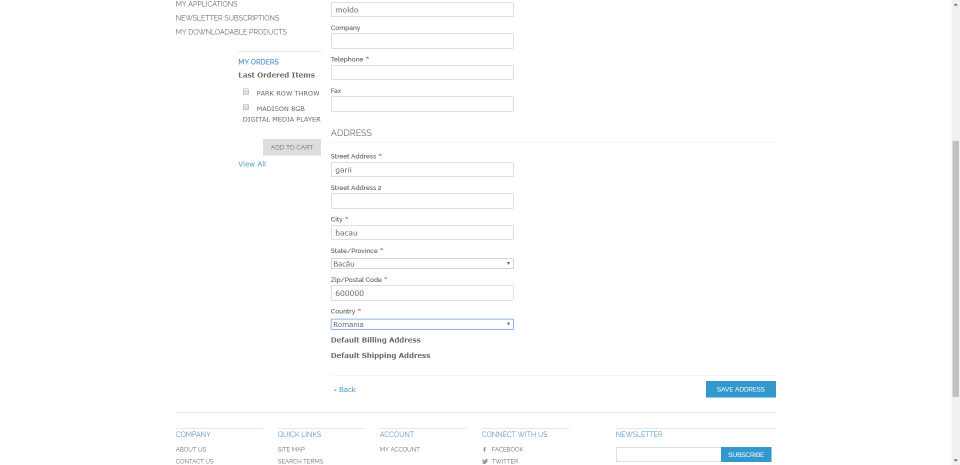 MY APPLICATIONS
NEWSLETTER SUBSCRIPTIONS
MY DOWNLOADABLE PRODUCTS
MY ORDERS
Last Ordered Items
PARK ROW THROW
MADISON 8GB
DIGITAL MEDIA PLAYER
ADD TO CART
View All
moldo
Company
Telephone *
Fax
ADDRESS
Street Address *
garii
Street Address 2
City *
bacau
State/Province *
Bacău
Zip/Postal Code *
600000
Country *
Romania
Default Billing Address
Default Shipping Address
« Back
SAVE ADDRESS
COMPANY
ABOUT US
CONTACT US
QUICK LINKS
SITE MAP
SEARCH TERMS
ACCOUNT
MY ACCOUNT
CONNECT WITH US
FACEBOOK
TWITTER
NEWSLETTER
SUBSCRIBE